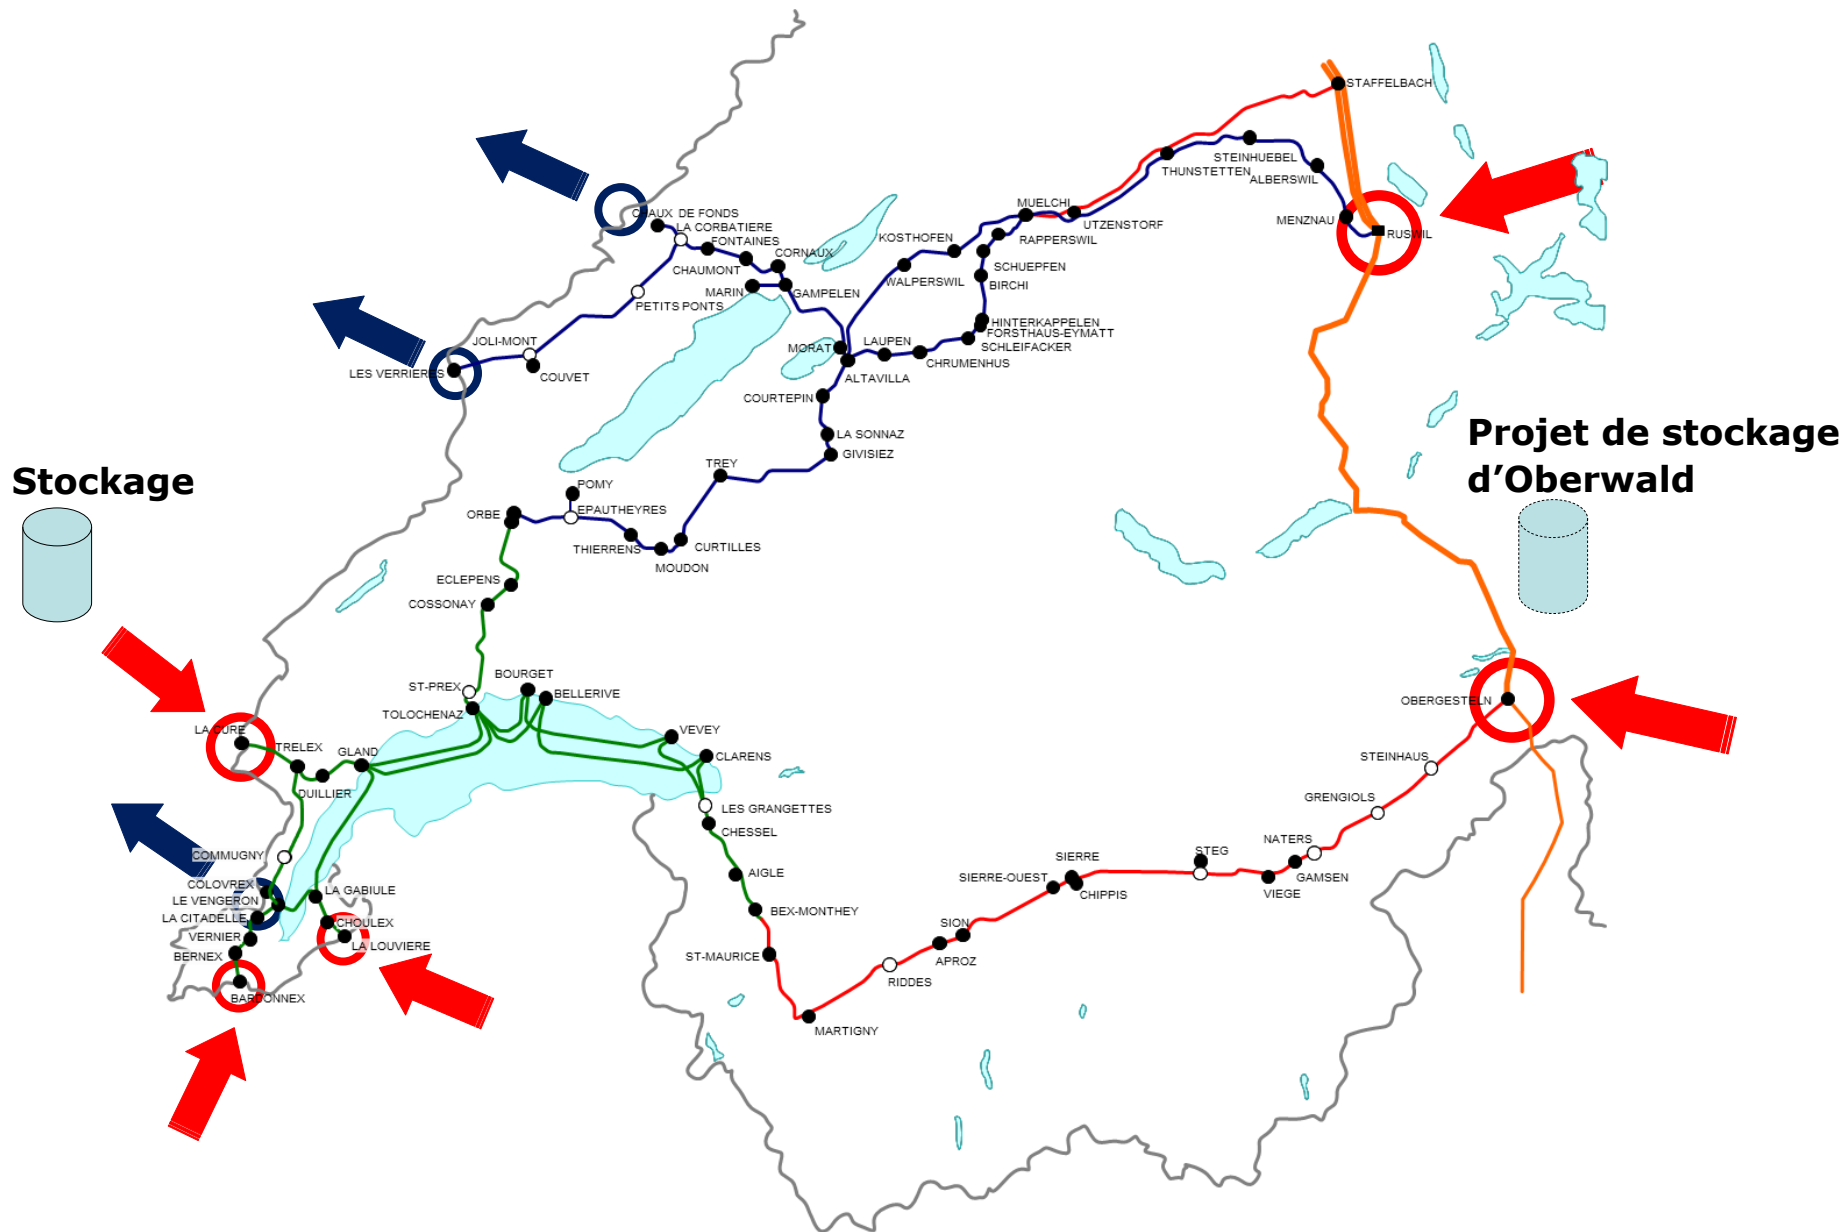 STAFFELBACH
STEINHUEBEL
THUNSTETTEN
ALBERSWIL
MUELCHI
UTZENSTORF
MENZNAU
RUSWIL
CHAUX DE FONDS
LA CORBATIERE
FONTAINES
CORNAUX
CHAUMONT
KOSTHOFEN
RAPPERSWIL
SCHUEPFEN
WALPERSWIL
BIRCHI
MARIN
GAMPELEN
PETITS PONTS
HINTERKAPPELEN
FORSTHAUS-EYMATT
SCHLEIFACKER
JOLI-MONT
MORAT
LAUPEN
CHRUMENHUS
LES VERRIERES
COUVET
ALTAVILLA
COURTEPIN
LA SONNAZ
GIVISIEZ
Projet de stockage
d’Oberwald
Stockage
TREY
POMY
ORBE
EPAUTHEYRES
THIERRENS
CURTILLES
MOUDON
ECLEPENS
COSSONAY
BOURGET
ST-PREX
BELLERIVE
TOLOCHENAZ
OBERGESTELN
LA CURE
TRELEX
GLAND
VEVEY
CLARENS
DUILLIER
STEINHAUS
GRENGIOLS
LES GRANGETTES
CHESSEL
NATERS
COMMUGNY
STEG
SIERRE
AIGLE
SIERRE-OUEST
CHIPPIS
GAMSEN
VIEGE
COLOVREX
LA GABIULE
LE VENGERON
BEX-MONTHEY
LA CITADELLE
CHOULEX
SION
VERNIER
LA LOUVIERE
BERNEX
ST-MAURICE
APROZ
RIDDES
BARDONNEX
MARTIGNY